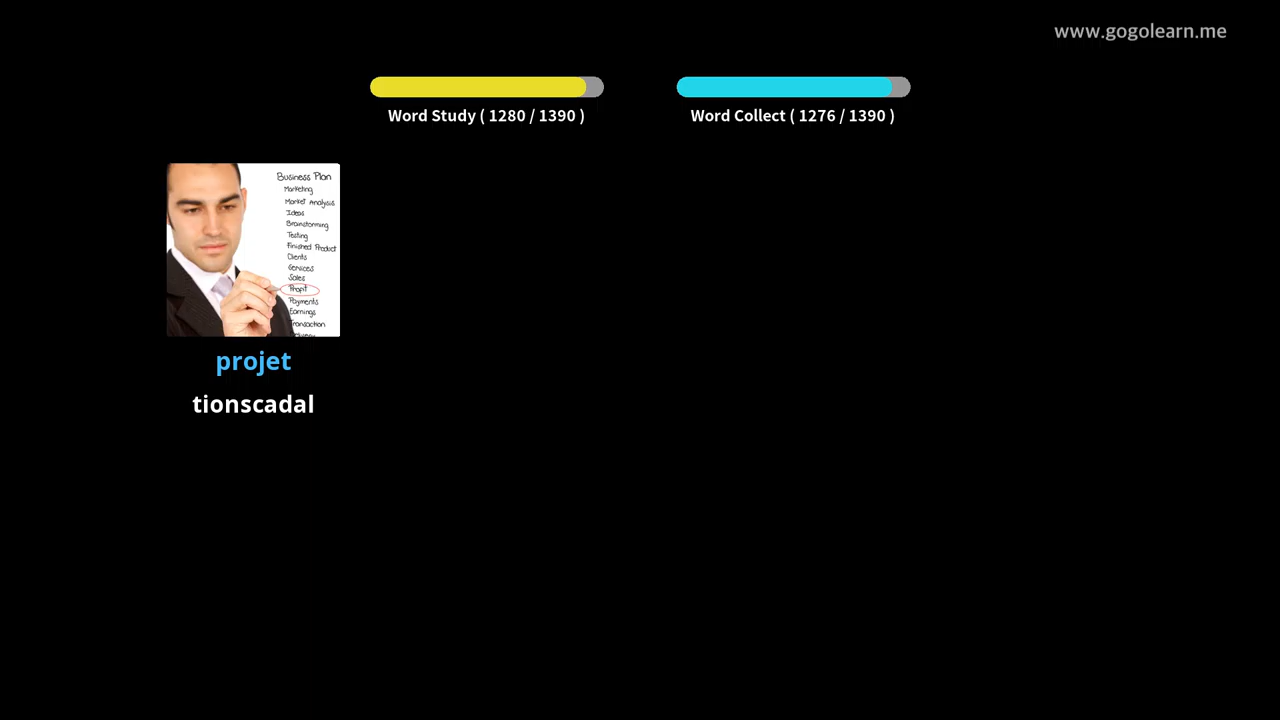 www.gogolearn.me
Word Study ( 1280 / 1390 )
Word Collect ( 1276 / 1390 )
Business Plan
Marketing
Market Analysis
Ideas
Brainstorming
Testing
Finished Product
Clients
Services
Sales
Profit
Payments
Earnings
Transaction
projet
tionscadal